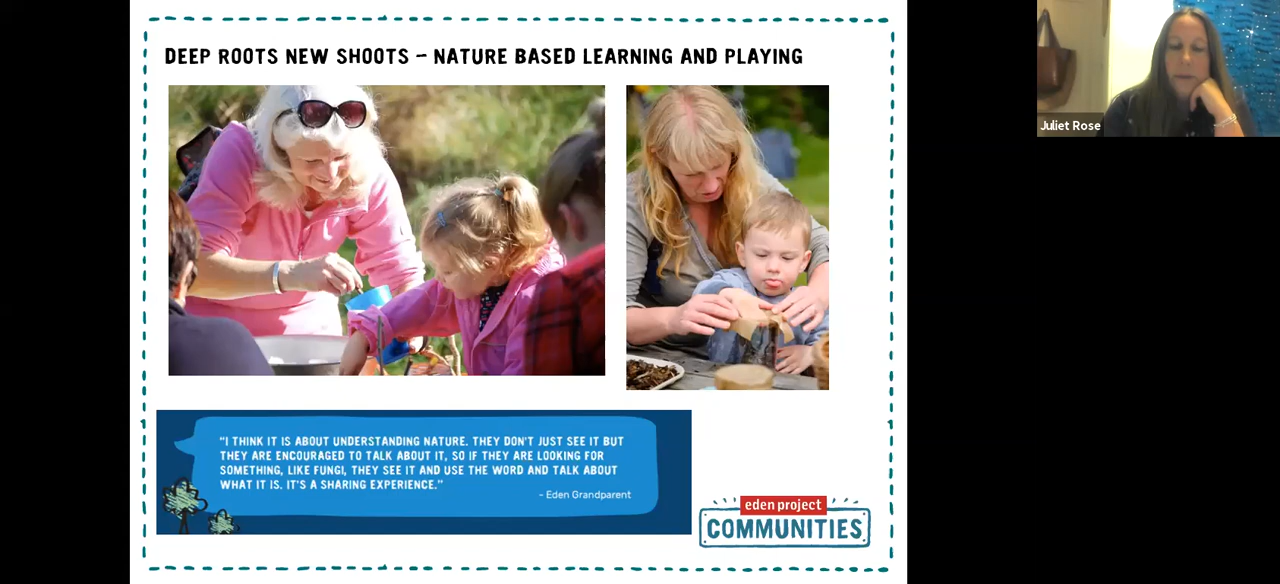 DEEP ROOTS NEW SHOOTS – NATURE BASED LEARNING AND PLAYING
Juliet Rose
"I THINK IT IS ABOUT UNDERSTANDING NATURE. THEY DON'T JUST SEE IT BUT
THEY ARE ENCOURAGED TO TALK ABOUT IT, SO IF THEY ARE LOOKING FOR
SOMETHING, LIKE FUNGI, THEY SEE IT AND USE THE WORD AND TALK ABOUT
WHAT IT IS. IT'S A SHARING EXPERIENCE."
- Eden Grandparent
eden project
COMMUNITIES